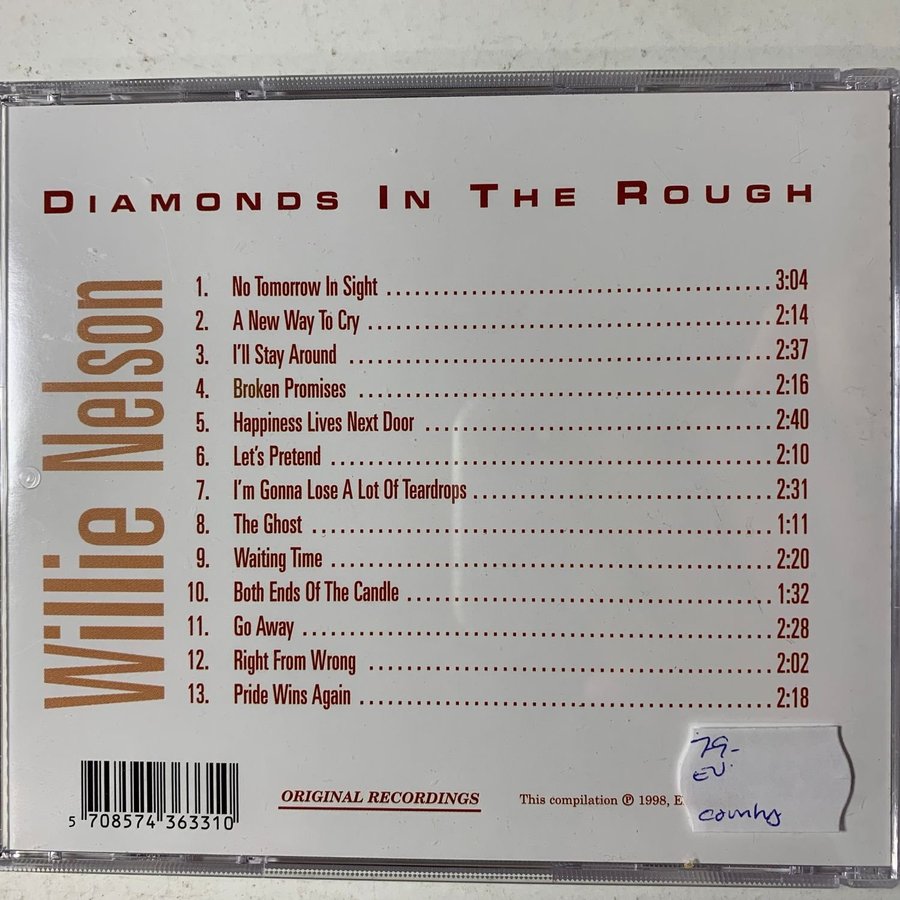 DIAMONDS IN THE ROUGH
Willie Nelson
1. No Tomorrow In Sight 3:04
2. A New Way To Cry 2:14
3. I'll Stay Around 2:37
4. Broken Promises 2:16
5. Happiness Lives Next Door 2:40
6. Let's Pretend 2:10
7. I'm Gonna Lose A Lot Of Teardrops 2:31
8. The Ghost 1:11
9. Waiting Time 2:20
10. Both Ends Of The Candle 1:32
11. Go Away 2:28
12. Right From Wrong 2:02
13. Pride Wins Again 2:18
5 708574 363310
ORIGINAL RECORDINGS
This compilation ℗ 1998, E
79-